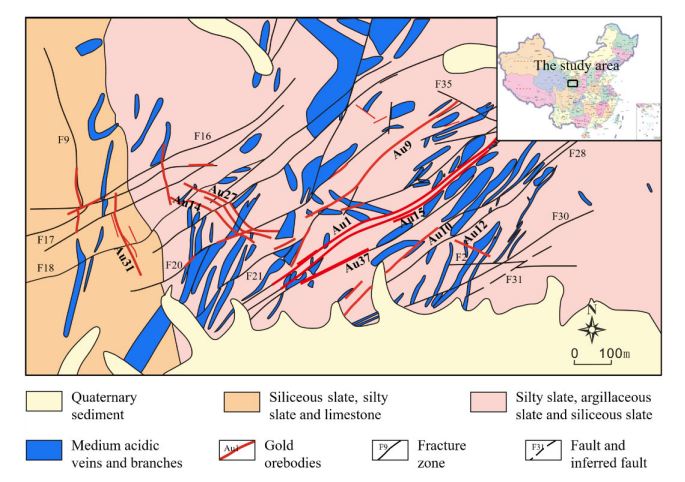 The study area
F35
F9
F16
Au9
F28
Au27
Au14
Au1
Au15
F30
F17
Au10
Au12
Au31
F18
F20
Au37
F2
F21
F31
N
0 100m
Quaternary
sediment
Siliceous slate, silty
slate and limestone
Silty slate, argillaceous
slate and siliceous slate
Medium acidic
veins and branches
Au1
Gold
orebodies
F9
Fracture
zone
F31
Fault and
inferred fault